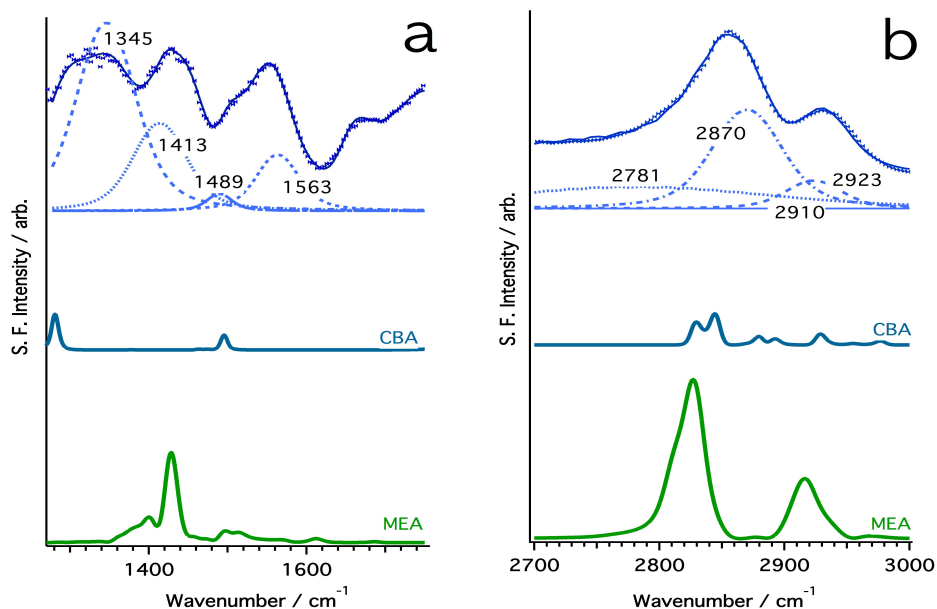 a
1345
1413
1489
1563
CBA
MEA
S. F. Intensity / arb.
1400
1600
Wavenumber / cm⁻¹
b
2870
2781
2923
2910
CBA
MEA
S. F. Intensity / arb.
2700
2800
2900
3000
Wavenumber / cm⁻¹